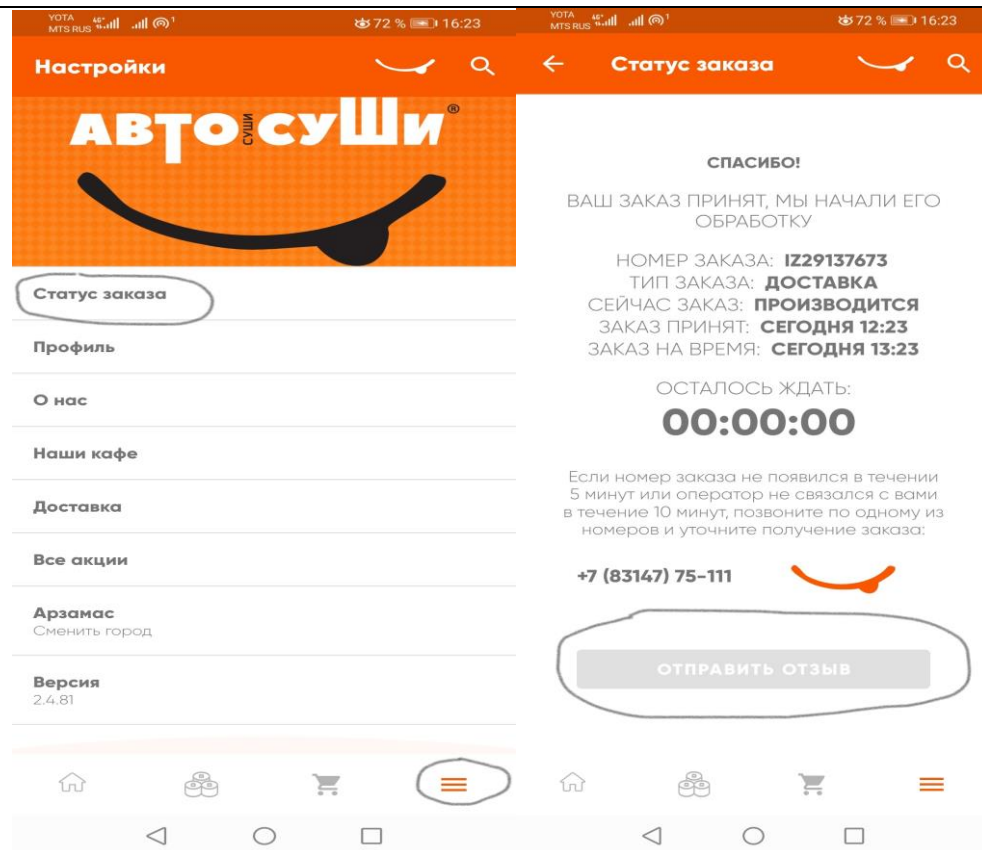 YOTA
MTS RUS
72 %
16:23
Настройки
АВТО СУШИ СУШИ®
Статус заказа
Профиль
О нас
Наши кафе
Доставка
Все акции
Арзамас
Сменить город
Версия
2.4.81
YOTA
MTS RUS
72 %
16:23
Статус заказа
СПАСИБО!
ВАШ ЗАКАЗ ПРИНЯТ, МЫ НАЧАЛИ ЕГО
ОБРАБОТКУ
НОМЕР ЗАКАЗА: IZ29137673
ТИП ЗАКАЗА: ДОСТАВКА
СЕЙЧАС ЗАКАЗ: ПРОИЗВОДИТСЯ
ЗАКАЗ ПРИНЯТ: СЕГОДНЯ 12:23
ЗАКАЗ НА ВРЕМЯ: СЕГОДНЯ 13:23
ОСТАЛОСЬ ЖДАТЬ:
00:00:00
Если номер заказа не появился в течении
5 минут или оператор не связался с вами
в течение 10 минут, позвоните по одному из
номеров и уточните получение заказа:
+7 (83147) 75-111
ОТПРАВИТЬ ОТЗЫВ